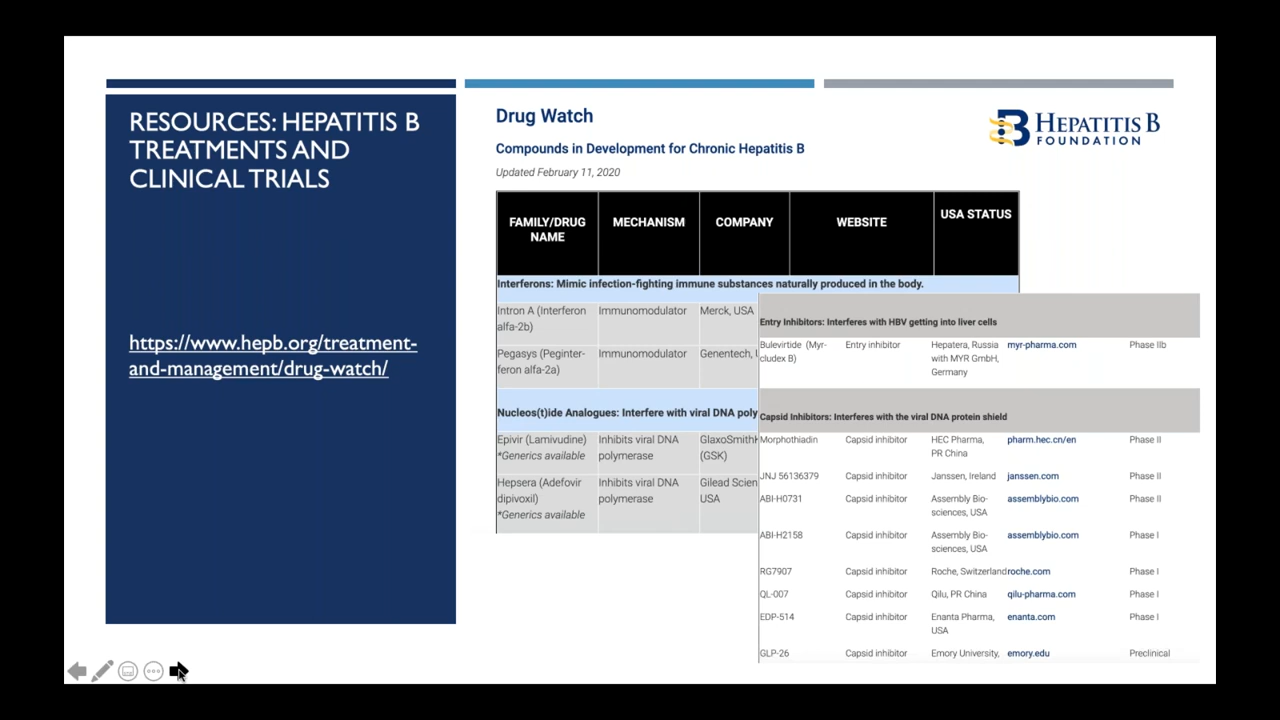 RESOURCES: HEPATITIS B
TREATMENTS AND
CLINICAL TRIALS
https://www.hepb.org/treatment-
and-management/drug-watch/
Drug Watch
Compounds in Development for Chronic Hepatitis B
Updated February 11, 2020
HEPATITIS B
FOUNDATION
FAMILY/DRUG NAME MECHANISM COMPANY WEBSITE USA STATUS
Interferons: Mimic infection-fighting immune substances naturally produced in the body.
Intron A (Interferon Immunomodulator Merck, USA
alfa-2b)
Pegasys (Peginter- Immunomodulator Genentech,
feron alfa-2a)
Nucleos(t)ide Analogues: Interfere with viral DNA poly
Epivir (Lamivudine) Inhibits viral DNA GlaxoSmith
*Generics available polymerase (GSK)
Hepsera (Adefovir Inhibits viral DNA Gilead Scien
dipivoxil) polymerase USA
*Generics available
Entry Inhibitors: Interferes with HBV getting into liver cells
Bulevirtide (Myr- Entry inhibitor Hepatera, Russia myr-pharma.com Phase IIb
cludex B) with MYR GmbH,
Germany
Capsid Inhibitors: Interferes with the viral DNA protein shield
Morphothiadin Capsid inhibitor HEC Pharma, pharm.hec.cn/en Phase II
PR China
JNJ 56136379 Capsid inhibitor Janssen, Ireland janssen.com Phase II
ABI-H0731 Capsid inhibitor Assembly Bio- assemblybio.com Phase II
sciences, USA
ABI-H2158 Capsid inhibitor Assembly Bio- assemblybio.com Phase I
sciences, USA
RG7907 Capsid inhibitor Roche, Switzerland roche.com Phase I
QL-007 Capsid inhibitor Qilu, PR China qilu-pharma.com Phase I
EDP-514 Capsid inhibitor Enanta Pharma, enanta.com Phase I
USA
GLP-26 Capsid inhibitor Emory University, emory.edu Preclinical